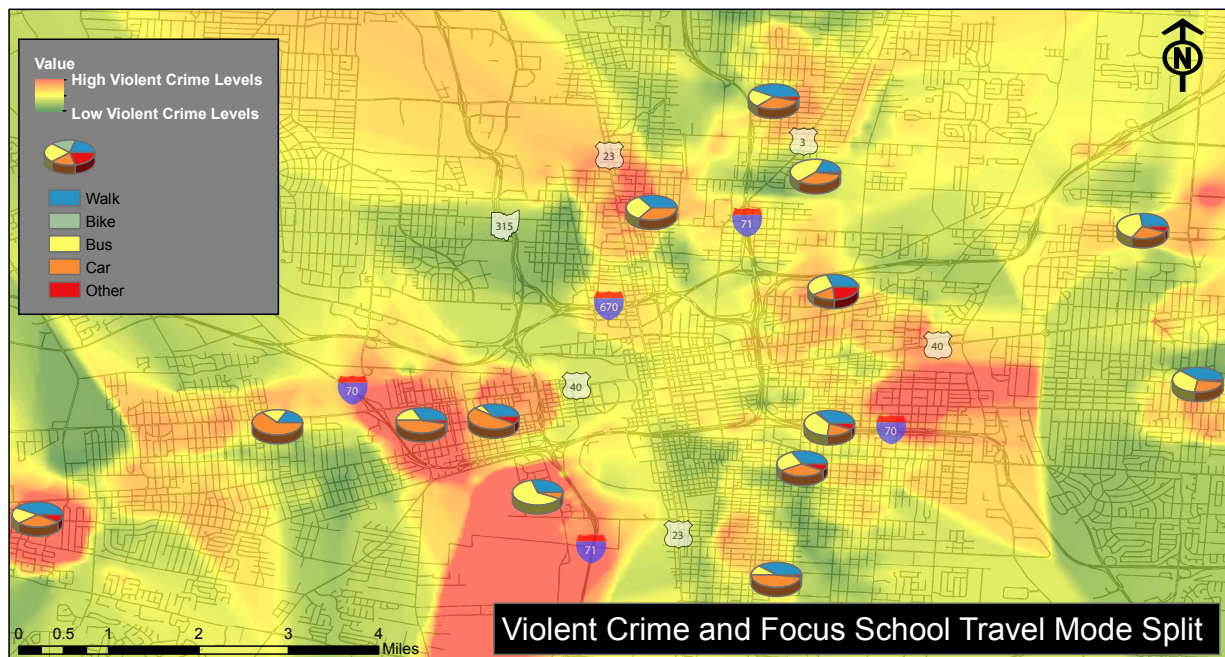 Value
High Violent Crime Levels
Low Violent Crime Levels
Walk
Bike
Bus
Car
Other
N
3
23
315
71
670
40
70
40
70
23
71
0 0.5 1 2 3 4
Miles
Violent Crime and Focus School Travel Mode Split